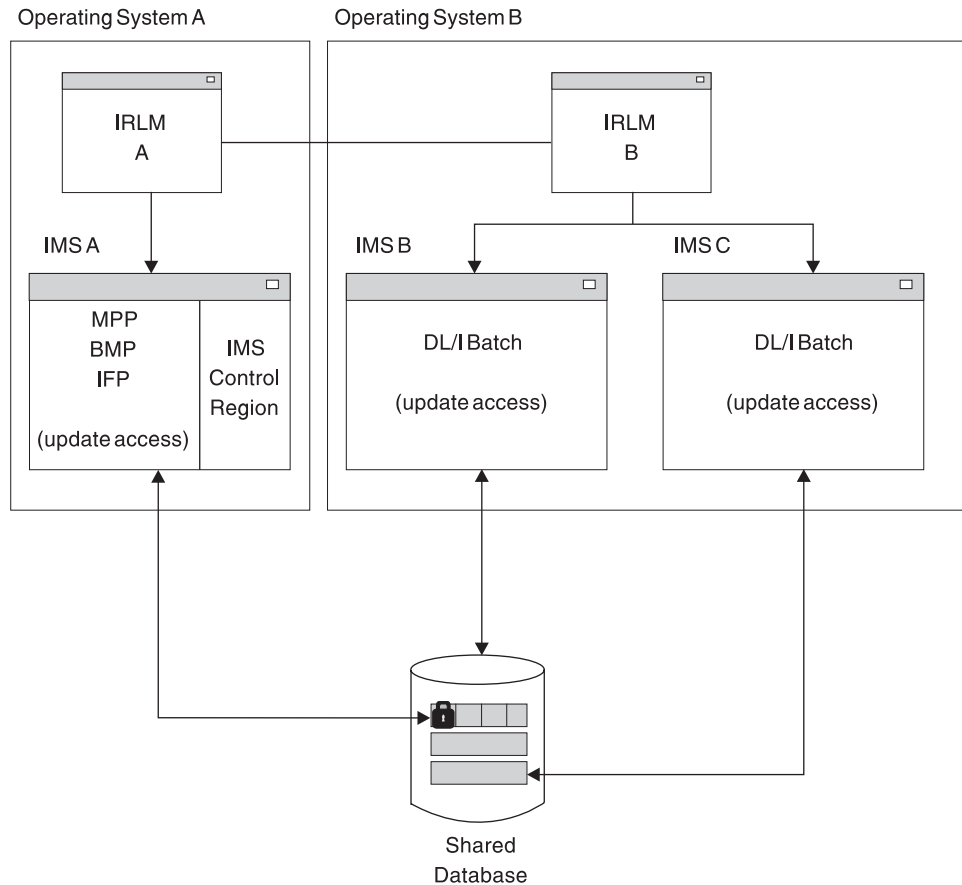 Operating System A
Operating System B
IRLM
A
IRLM
B
IMS A
IMS B
IMS C
MPP
BMP
IFP
(update access)
IMS
Control
Region
DL/I Batch
(update access)
DL/I Batch
(update access)
Shared
Database